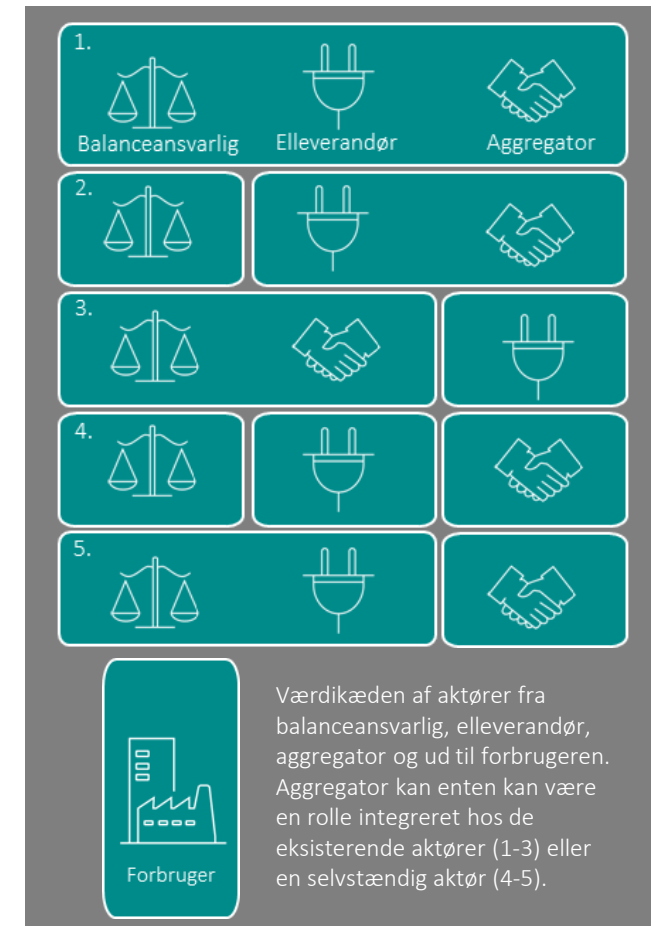 1.
Balanceansvarlig Elleverandør Aggregator
2.
3.
4.
5.
Forbruger
Værdikæden af aktører fra
balanceansvarlig, elleverandør,
aggregator og ud til forbrugeren.
Aggregator kan enten kan være
en rolle integreret hos de
eksisterende aktører (1-3) eller
en selvstændig aktør (4-5).